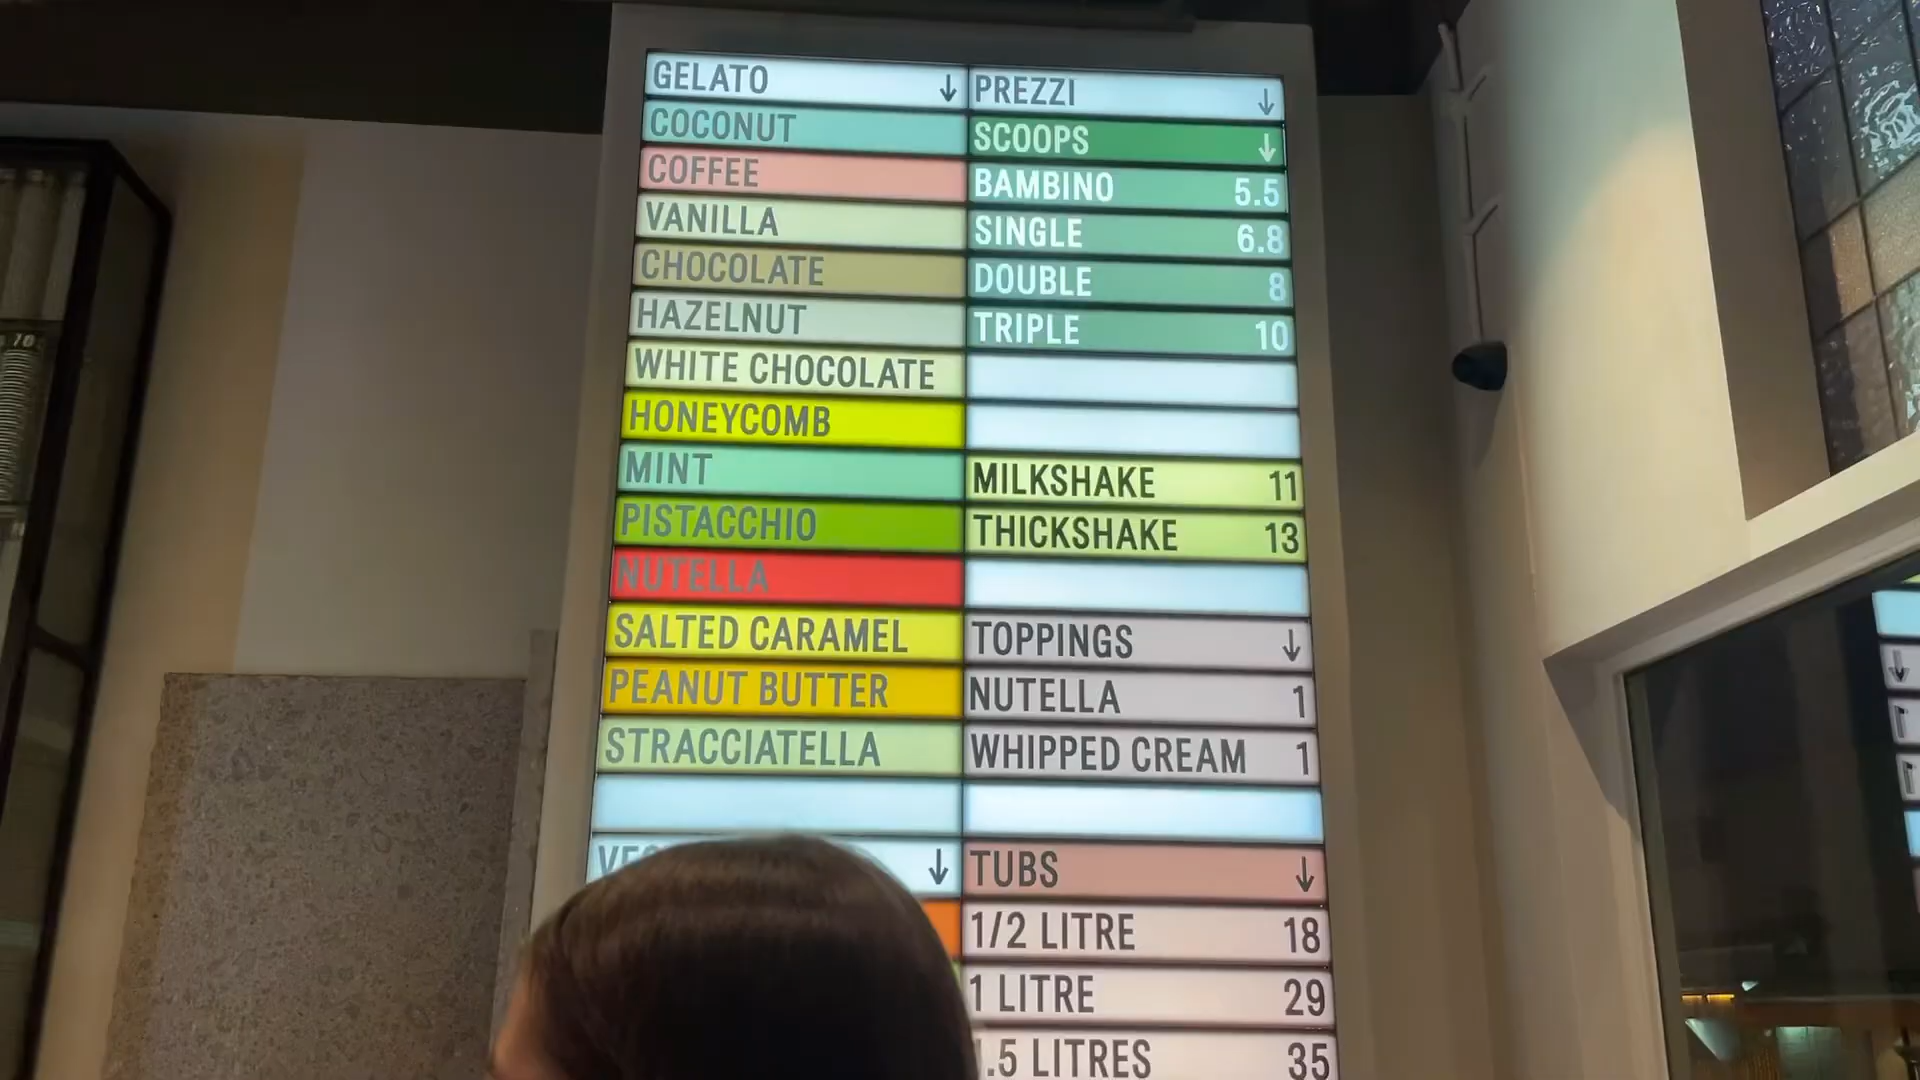 GELATO ↓
COCONUT
COFFEE
VANILLA
CHOCOLATE
HAZELNUT
WHITE CHOCOLATE
HONEYCOMB
MINT
PISTACCHIO
NUTELLA
SALTED CARAMEL
PEANUT BUTTER
STRACCIATELLA
PREZZI ↓
SCOOPS ↓
BAMBINO 5.5
SINGLE 6.8
DOUBLE 8
TRIPLE 10
MILKSHAKE 11
THICKSHAKE 13
TOPPINGS ↓
NUTELLA 1
WHIPPED CREAM 1
TUBS ↓
1/2 LITRE 18
1 LITRE 29
.5 LITRES 35
70